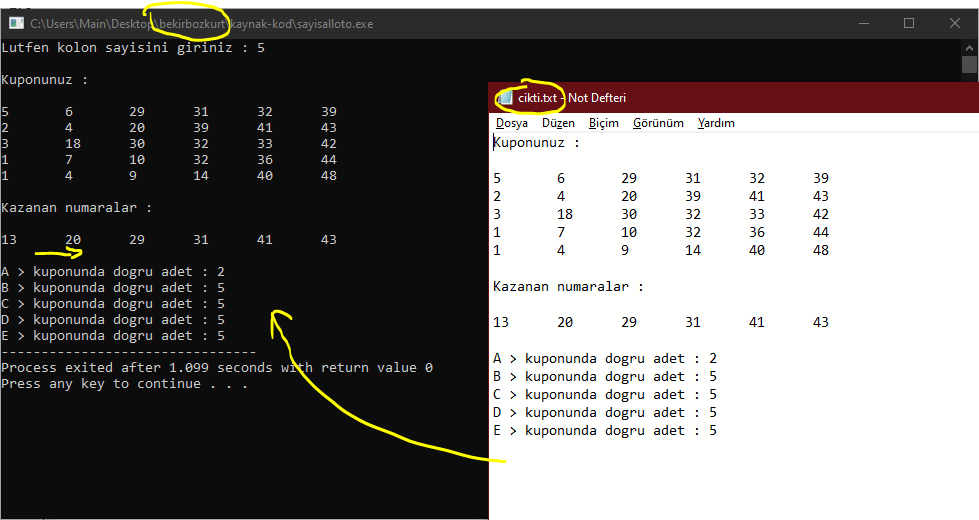 C:\Users\Main\Desktop\bekirbozkurt\kaynak-kod\sayisalloto.exe
Lutfen kolon sayisini giriniz : 5
Kuponunuz :
5 6 29 31 32 39
2 4 20 39 41 43
3 18 30 32 33 42
1 7 10 32 36 44
1 4 9 14 40 48
Kazanan numaralar :
13 20 29 31 41 43
A > kuponunda dogru adet : 2
B > kuponunda dogru adet : 5
C > kuponunda dogru adet : 5
D > kuponunda dogru adet : 5
E > kuponunda dogru adet : 5
--------------------------------
Process exited after 1.099 seconds with return value 0
Press any key to continue . . .
cikti.txt - Not Defteri
Dosya Düzen Biçim Görünüm Yardım
Kuponunuz :
5 6 29 31 32 39
2 4 20 39 41 43
3 18 30 32 33 42
1 7 10 32 36 44
1 4 9 14 40 48
Kazanan numaralar :
13 20 29 31 41 43
A > kuponunda dogru adet : 2
B > kuponunda dogru adet : 5
C > kuponunda dogru adet : 5
D > kuponunda dogru adet : 5
E > kuponunda dogru adet : 5